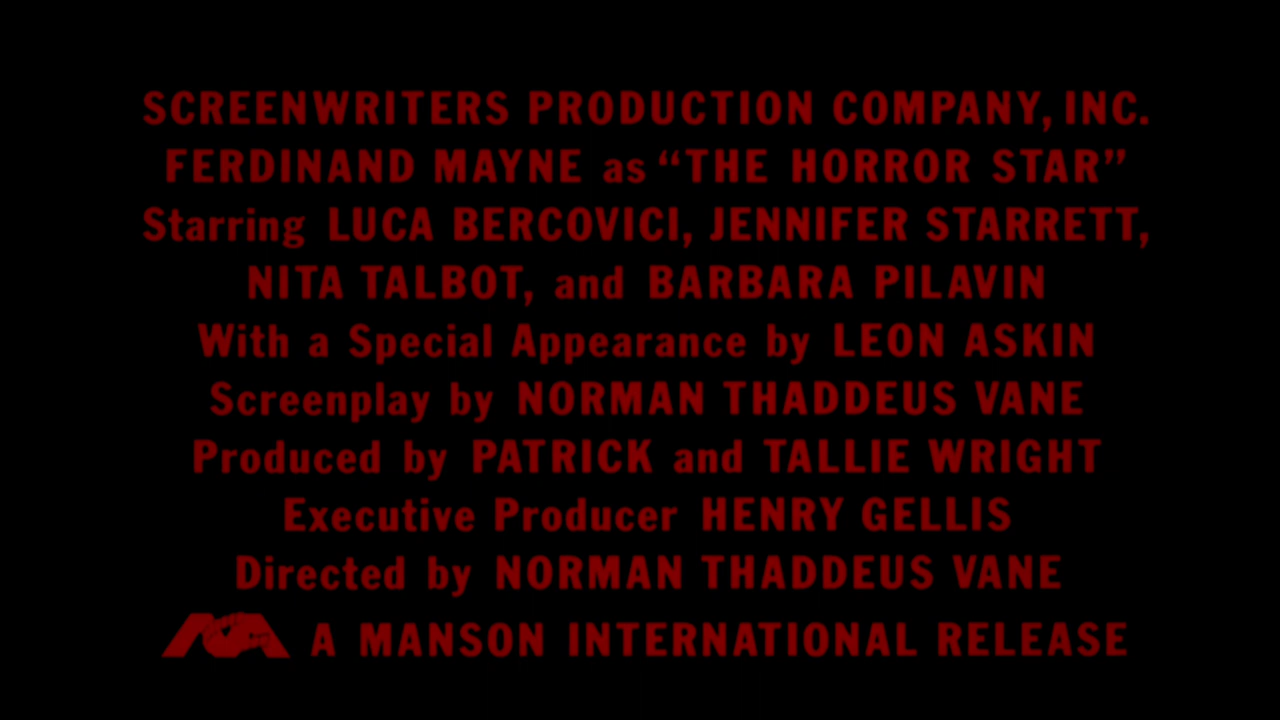 SCREENWRITERS PRODUCTION COMPANY, INC.
FERDINAND MAYNE as “THE HORROR STAR”
Starring LUCA BERCOVICI, JENNIFER STARRETT,
NITA TALBOT, and BARBARA PILAVIN
With a Special Appearance by LEON ASKIN
Screenplay by NORMAN THADDEUS VANE
Produced by PATRICK and TALLIE WRIGHT
Executive Producer HENRY GELLIS
Directed by NORMAN THADDEUS VANE
A MANSON INTERNATIONAL RELEASE